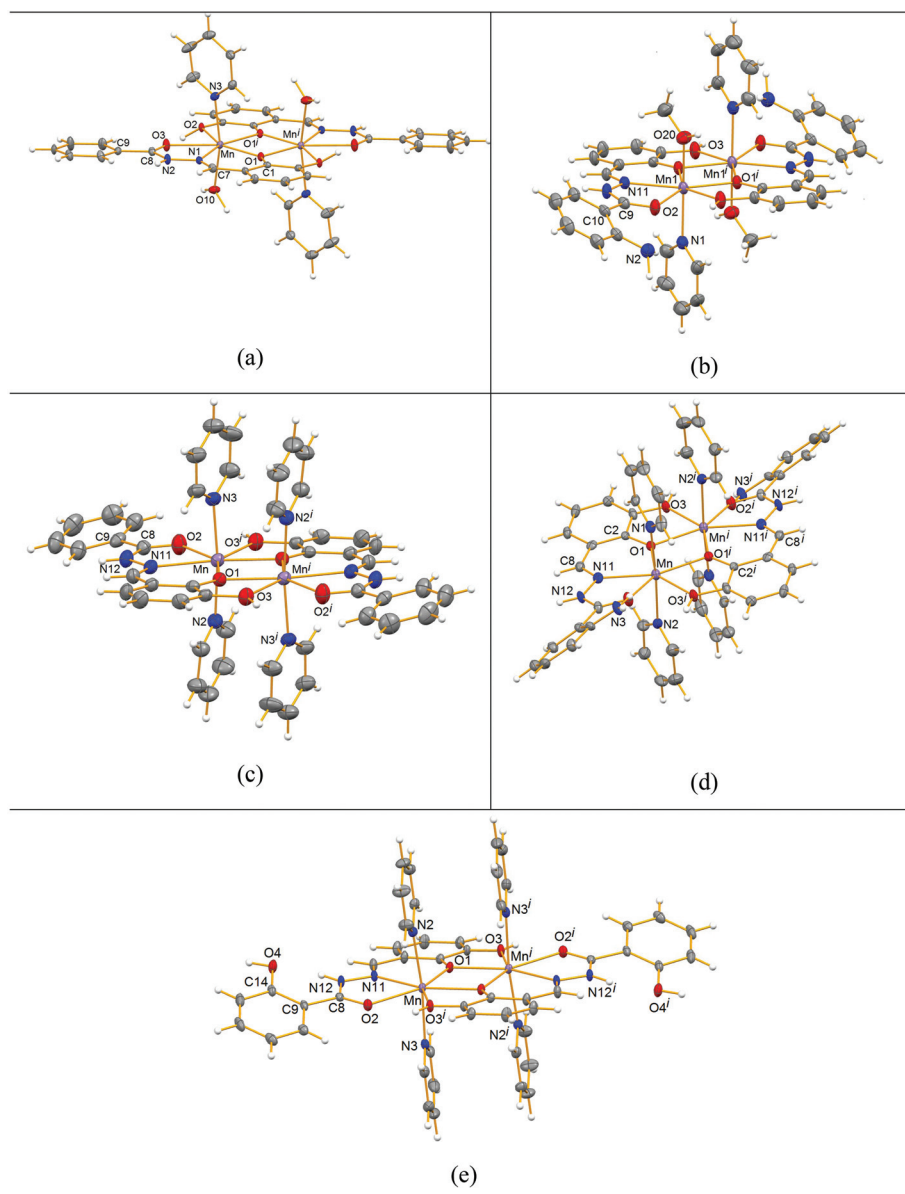 N3
O2
O3
C9
C8
N2
N1
Mn
O1i
Mni
O1
C1
C7
O10
(a)
O20
O3
Mn1
Mn1i
N11
O1i
C10
C9
O2
N1
N2
(b)
N3
N2i
C9
C8
O2
O3i
N11
N12
Mn
O1
Mni
O3
O2i
N2
N3i
(c)
N2i
N3i
O3
N12i
O2i
C2
N1
O1
Mni
N11i
C8i
C8
O1i
N11
Mn
C2i
N12
O3i
N3
N2
(d)
N3i
N2
O3
Mni
O2i
O4
O1
C14
N12
N11
N12i
Mn
C9
C8
O2
O3i
O4i
N3
N2i
(e)